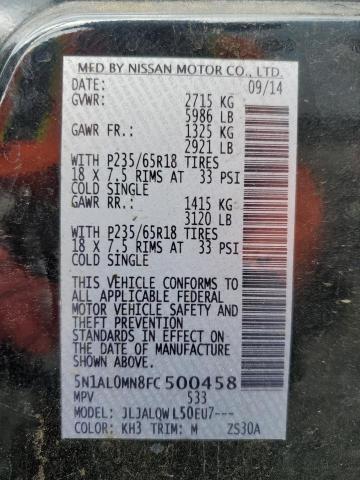 MFD BY NISSAN MOTOR CO., LTD.
DATE: 09/14
GVWR: 2715 KG
5986 LB
GAWR FR.: 1325 KG
2921 LB
WITH P235/65R18 TIRES
18 X 7.5 RIMS AT 33 PSI
COLD SINGLE
GAWR RR: 1415 KG
3120 LB
WITH P235/65R18 TIRES
18 X 7.5 RIMS AT 33 PSI
COLD SINGLE
THIS VEHICLE CONFORMS TO
ALL APPLICABLE FEDERAL
MOTOR VEHICLE SAFETY AND
THEFT PREVENTION
STANDARDS IN EFFECT ON
THE DATE OF MANUFACTURE
SHOWN ABOVE.
5N1AL0MN8FC500458
MPV 533
MODEL: JLJALQW L50EU7---
COLOR: KH3 TRIM: M ZS30A